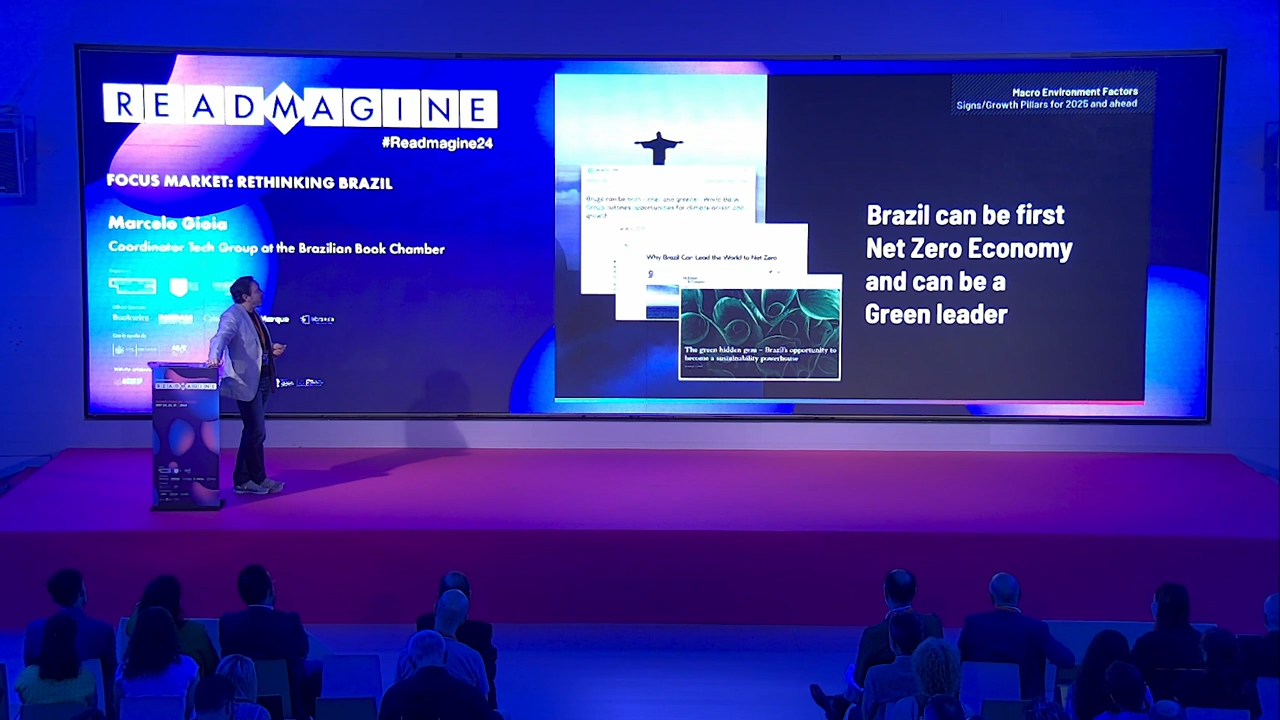 READMAGINE
#Readmagine24
FOCUS MARKET: RETHINKING BRAZIL
Marcelo Gioia
Coordinator Tech Group at the Brazilian Book Chamber
Bookwire
Macro Environment Factors
Signs/Growth Pillars for 2025 and ahead
Brazil can be first
Net Zero Economy
and can be a
Green leader
Why Brazil Can Lead the World to Net Zero
The green hidden gem – Brazil's opportunity to
become a sustainability powerhouse
READMAGINE